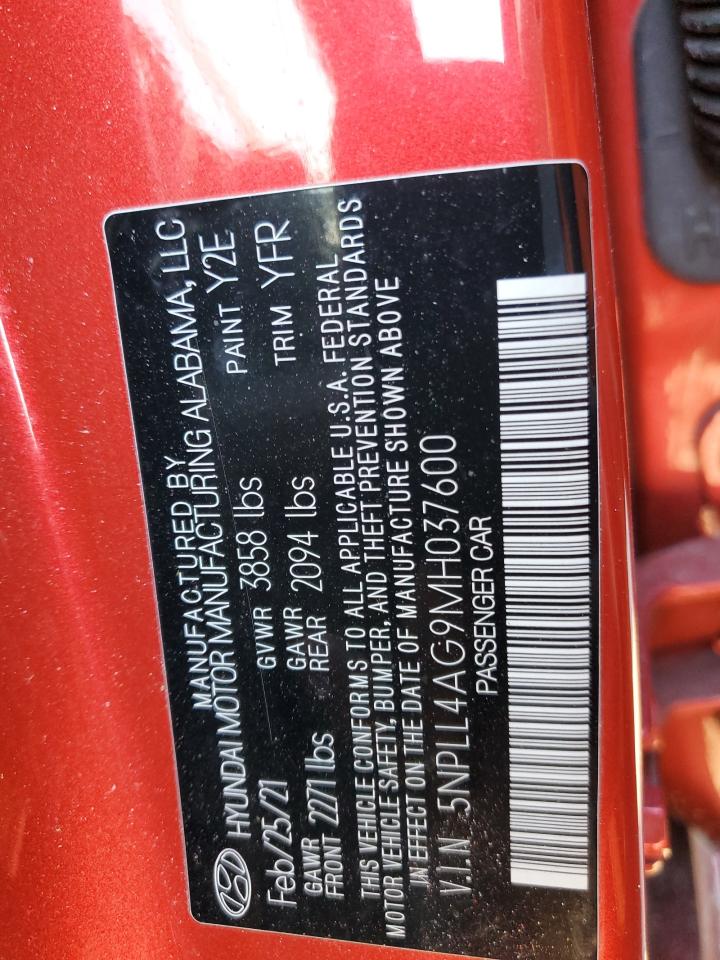 MANUFACTURED BY
HYUNDAI MOTOR MANUFACTURING ALABAMA, LLC
Feb/25/21 GVWR 3858 lbs PAINT Y2E
GAWR FRONT 2271 lbs GAWR REAR 2094 lbs TRIM YFR
THIS VEHICLE CONFORMS TO ALL APPLICABLE U.S.A. FEDERAL
MOTOR VEHICLE SAFETY, BUMPER, AND THEFT PREVENTION STANDARDS
IN EFFECT ON THE DATE OF MANUFACTURE SHOWN ABOVE
V.I.N 5NPLL4AG9MH037600
PASSENGER CAR